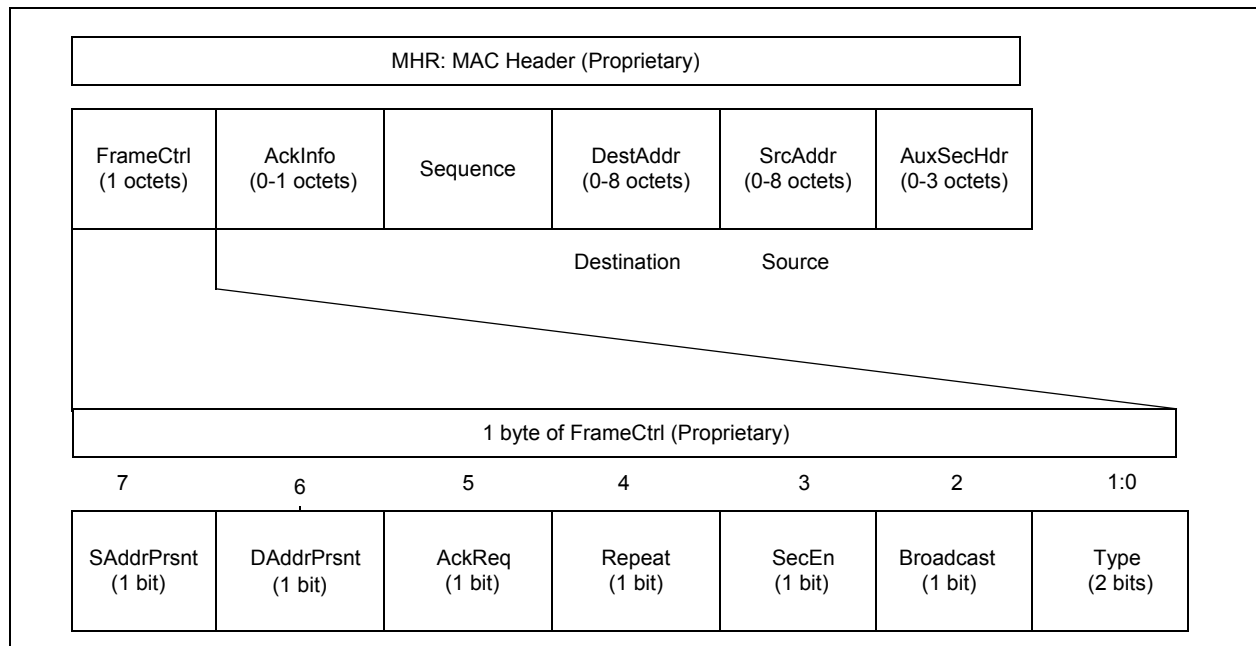 MHR: MAC Header (Proprietary)
FrameCtrl
(1 octets)
AckInfo
(0-1 octets)
Sequence
DestAddr
(0-8 octets)
SrcAddr
(0-8 octets)
AuxSecHdr
(0-3 octets)
Destination
Source
1 byte of FrameCtrl (Proprietary)
7
6
5
4
3
2
1:0
SAddrPrsnt
(1 bit)
DAddrPrsnt
(1 bit)
AckReq
(1 bit)
Repeat
(1 bit)
SecEn
(1 bit)
Broadcast
(1 bit)
Type
(2 bits)